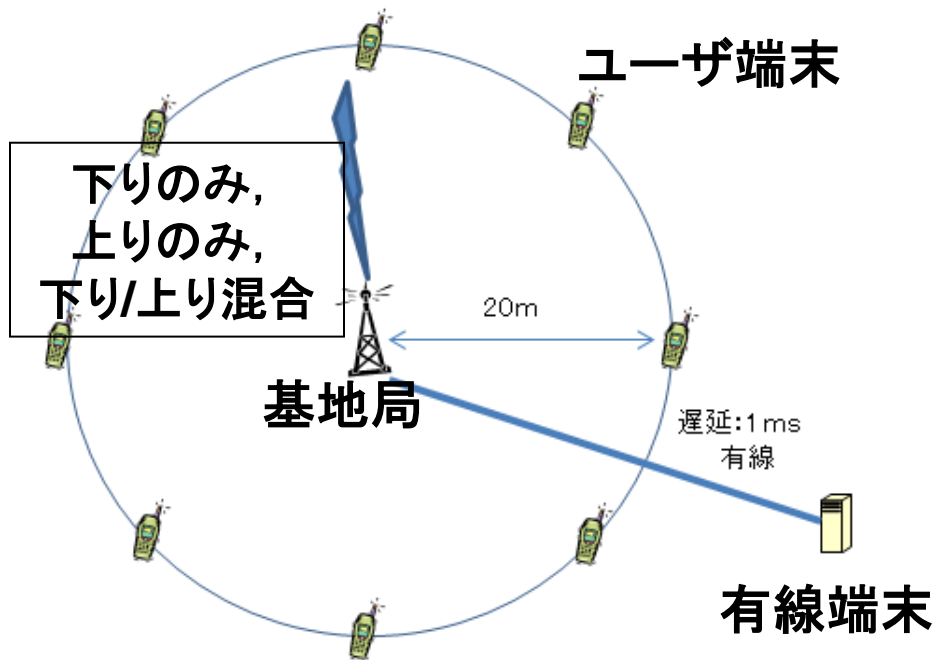 ユーザ端末
下りのみ,
上りのみ,
下り/上り混合
20m
基地局
遅延:1ms
有線
有線端末